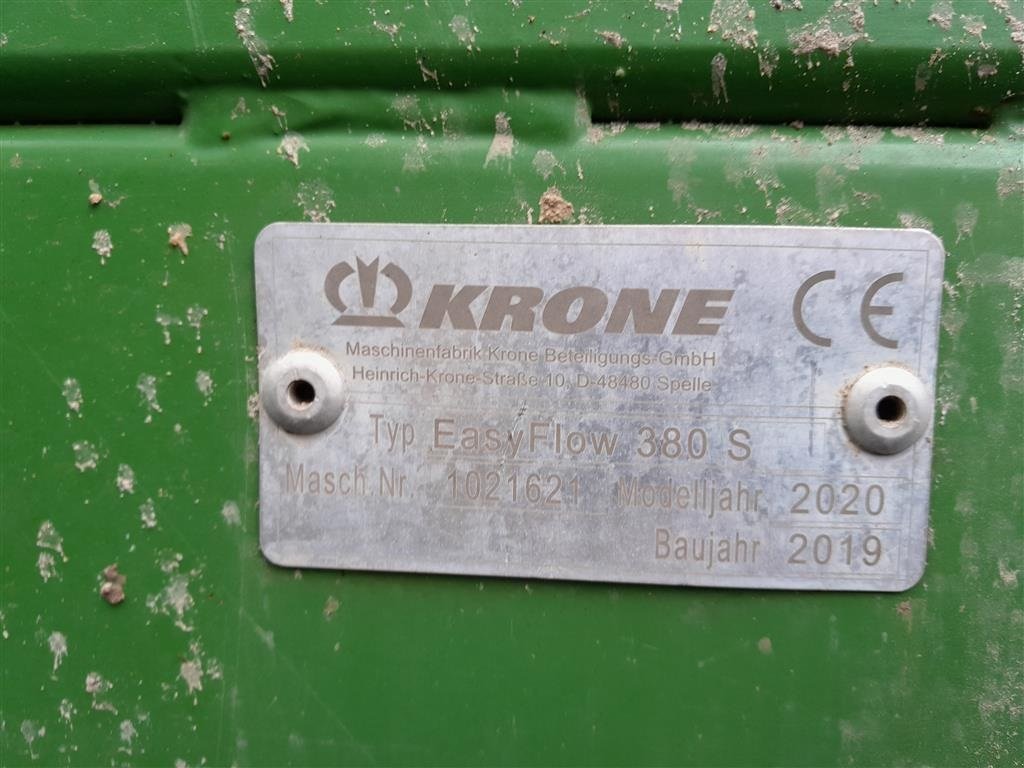 KRONE CE
Maschinenfabrik Krone Beteiligungs-GmbH
Heinrich-Krone-Straße 10, D-48480 Spelle
Typ EasyFlow 380 S
Masch.Nr. 1021621 Modelljahr 2020
Baujahr 2019